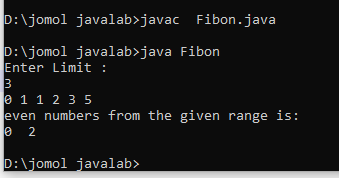 D:\jomol javalab>javac  Fibon.java
D:\jomol javalab>java Fibon
Enter Limit :
3
0 1 1 2 3 5
even numbers from the given range is:
0  2
D:\jomol javalab>